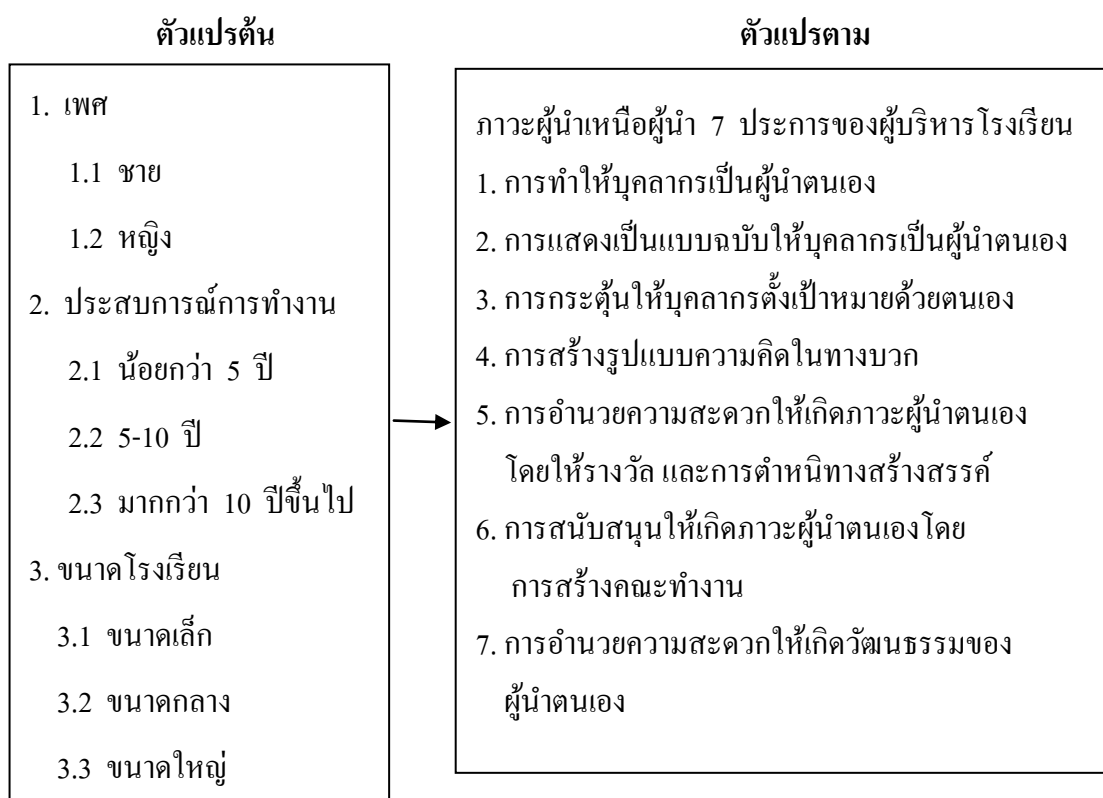 ตัวแปรต้น
1. เพศ
1.1 ชาย
1.2 หญิง
2. ประสบการณ์การทำงาน
2.1 น้อยกว่า 5 ปี
2.2 5-10 ปี
2.3 มากกว่า 10 ปีขึ้นไป
3. ขนาดโรงเรียน
3.1 ขนาดเล็ก
3.2 ขนาดกลาง
3.3 ขนาดใหญ่
ตัวแปรตาม
ภาวะผู้นำเหนือผู้นำ 7 ประการของผู้บริหารโรงเรียน
1. การทำให้บุคลากรเป็นผู้นำตนเอง
2. การแสดงเป็นแบบฉบับให้บุคลากรเป็นผู้นำตนเอง
3. การกระตุ้นให้บุคลากรตั้งเป้าหมายด้วยตนเอง
4. การสร้างรูปแบบความคิดในทางบวก
5. การอำนวยความสะดวกให้เกิดภาวะผู้นำตนเอง
โดยให้รางวัล และการตำหนิทางสร้างสรรค์
6. การสนับสนุนให้เกิดภาวะผู้นำตนเองโดย
การสร้างคณะทำงาน
7. การอำนวยความสะดวกให้เกิดวัฒนธรรมของ
ผู้นำตนเอง